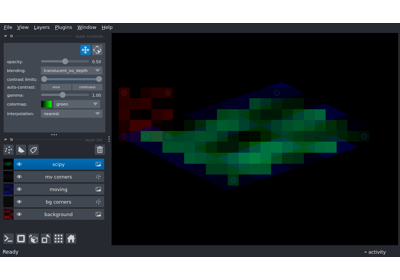 File View Layers Plugins Window Help
opacity: 0.50
blending: translucent_no_depth
contrast limits:
auto-contrast: once continuous
gamma: 1.00
colormap: green
interpolation: nearest
scipy
mv corners
moving
bg corners
background
Ready
activity